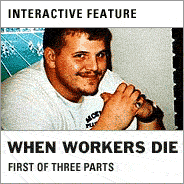 INTERACTIVE FEATURE
WHEN WORKERS DIE
FIRST OF THREE PARTS